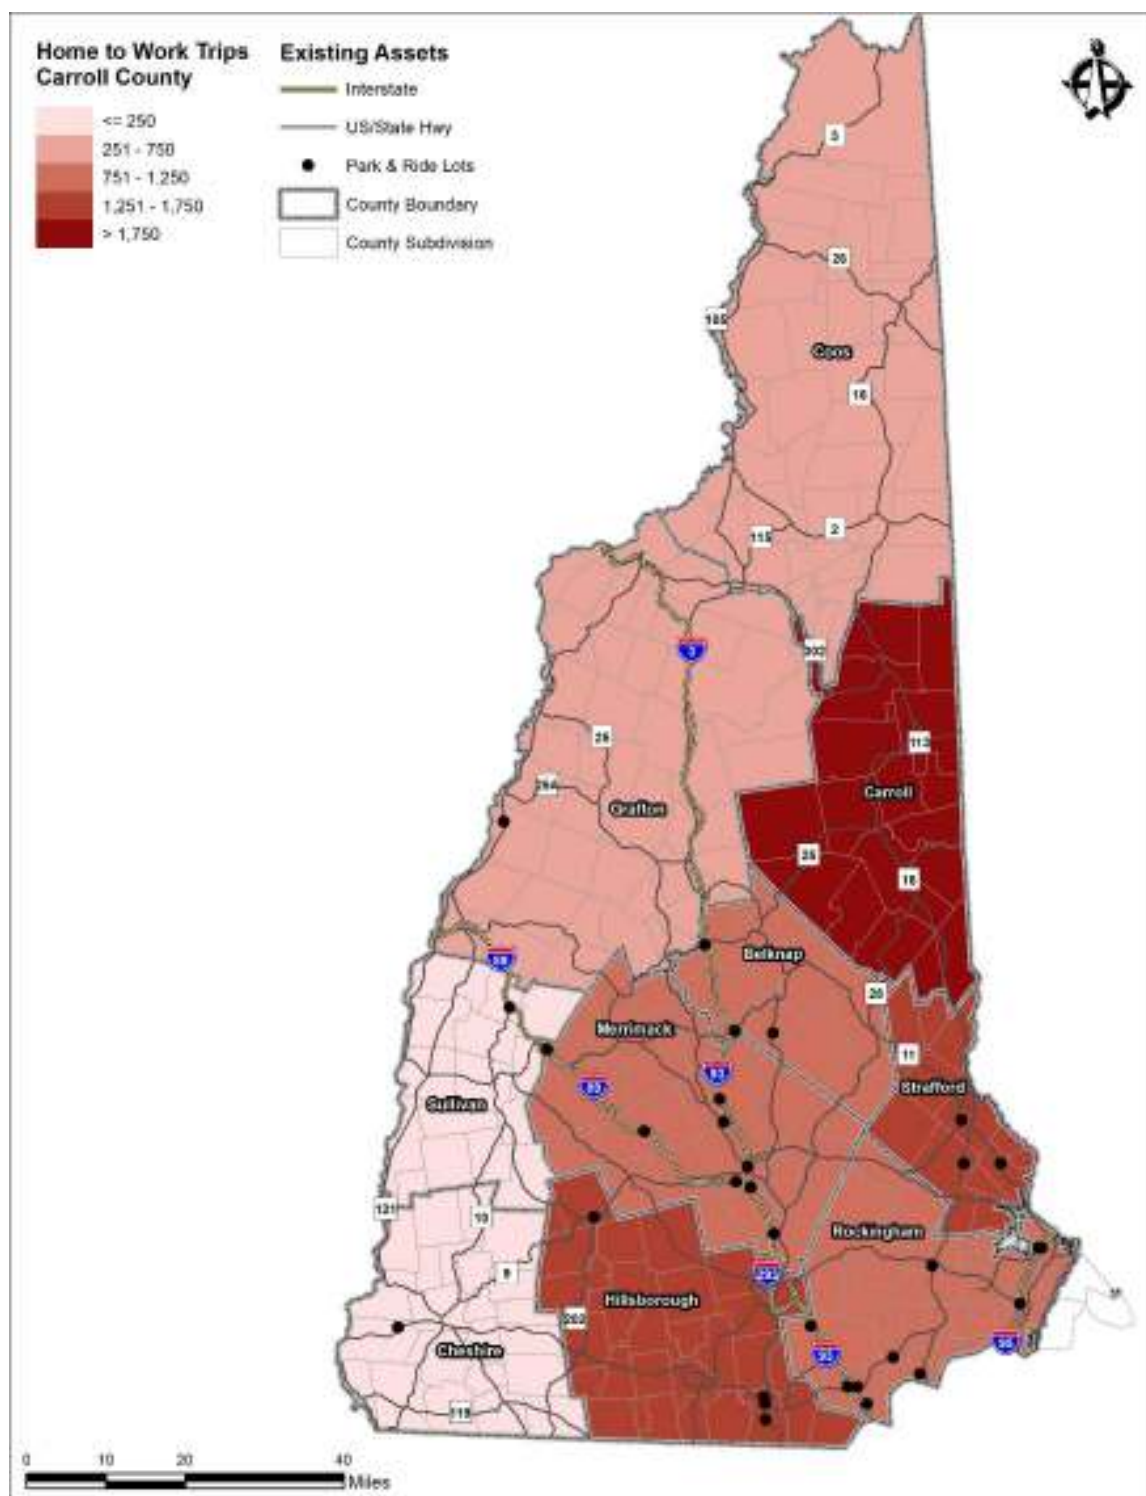 Home to Work Trips
Carroll County
<= 250
251 - 750
751 - 1,250
1,251 - 1,750
> 1,750
Existing Assets
Interstate
US/State Hwy
Park & Ride Lots
County Boundary
County Subdivision
3
26
105
Coos
16
2
115
302
3
113
25
Carroll
Grafton
25
16
89
Belknap
28
Merrimack
11
93
89
Strafford
Sullivan
121
10
Rockingham
9
293
Hillsborough
202
Cheshire
93
95
119
0 10 20 40
Miles